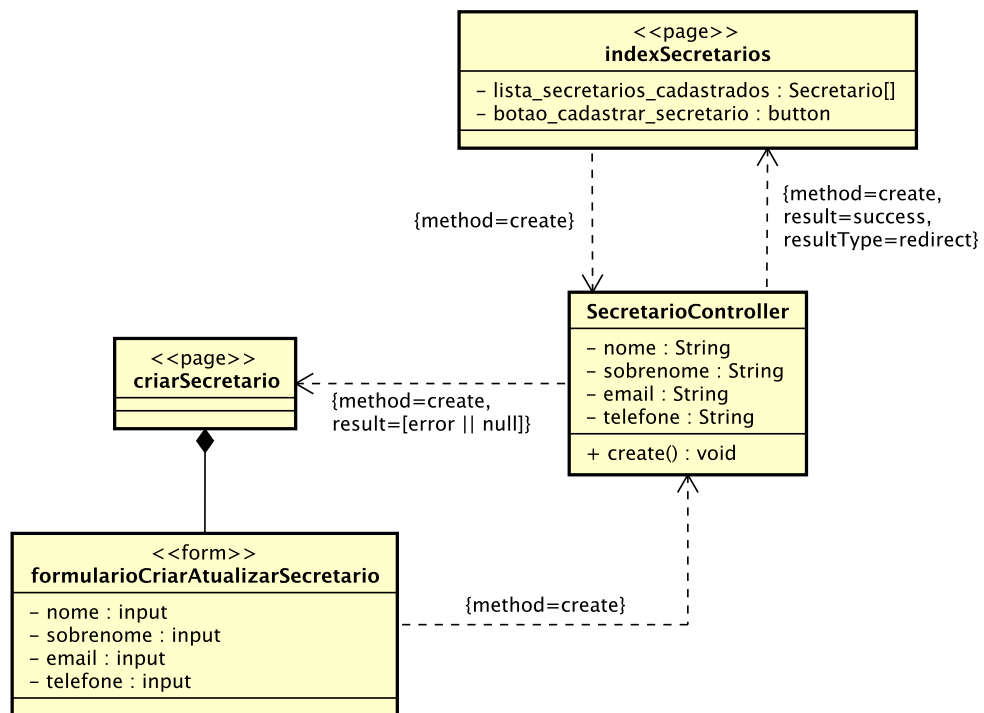 <<page>>
indexSecretarios
– lista_secretarios_cadastrados : Secretario[]
– botao_cadastrar_secretario : button
{method=create}
{method=create,
result=success,
resultType=redirect}
SecretarioController
– nome : String
– sobrenome : String
– email : String
– telefone : String
+ create() : void
<<page>>
criarSecretario
{method=create,
result=[error || null]}
<<form>>
formularioCriarAtualizarSecretario
– nome : input
– sobrenome : input
– email : input
– telefone : input
{method=create}